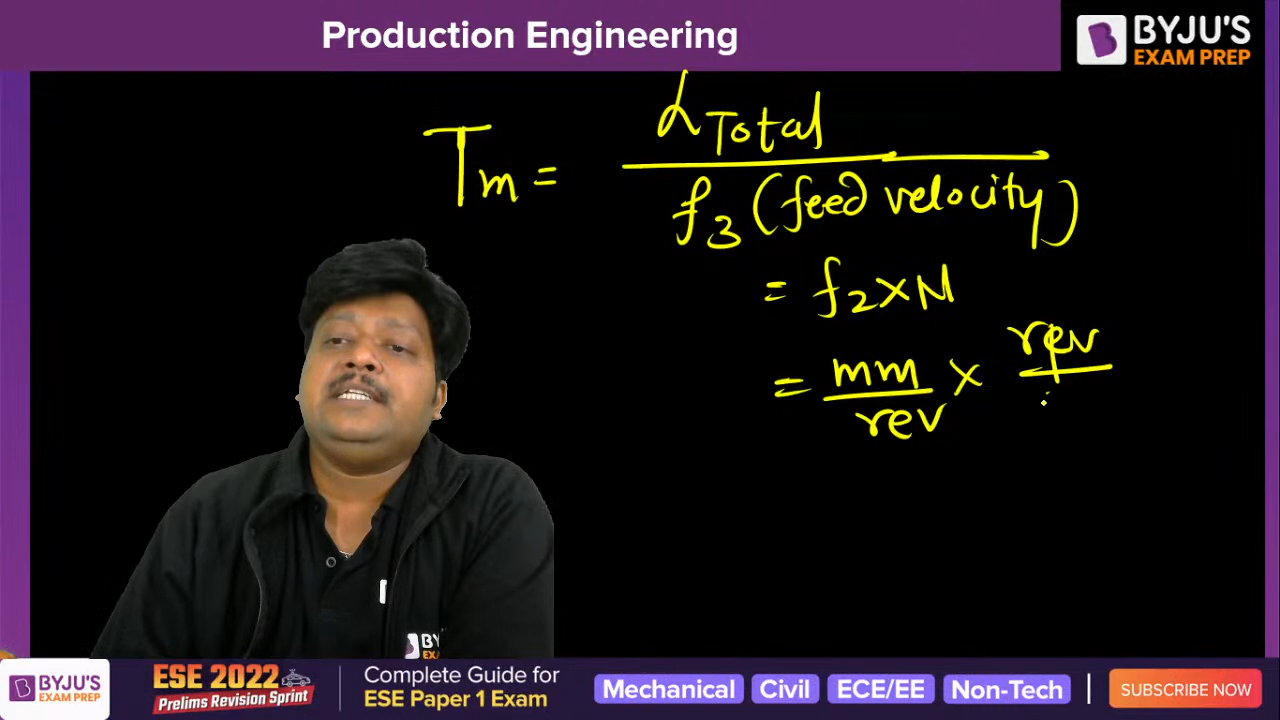 Production Engineering
BYJU'S
EXAM PREP
L Total
Tm =
f3 (feed velocity)
= f2 × N
= mm × rev
rev
BYJU'S
EXAM PREP
ESE 2022
Prelims Revision Sprint
Complete Guide for
ESE Paper 1 Exam
Mechanical
Civil
ECE/EE
Non-Tech
SUBSCRIBE NOW